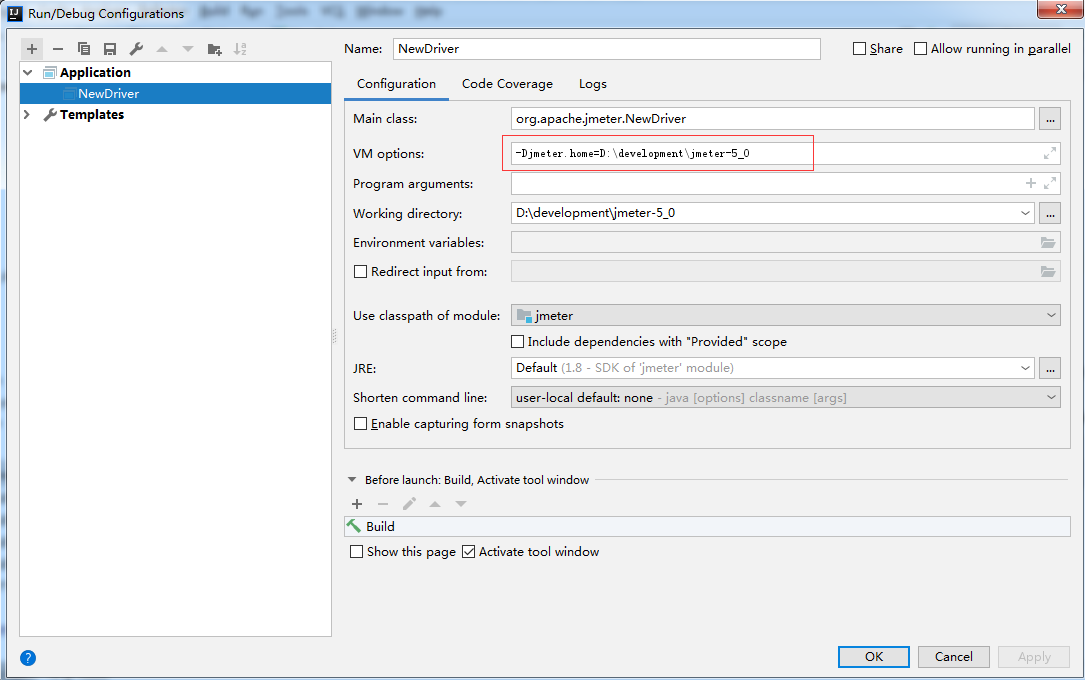 Run/Debug Configurations
Name: NewDriver Share Allow running in parallel
Application
NewDriver
Templates
Configuration Code Coverage Logs
Main class: org.apache.jmeter.NewDriver ...
VM options: -Djmeter.home=D:\development\jmeter-5_0
Program arguments:
Working directory: D:\development\jmeter-5_0 ...
Environment variables:
Redirect input from:
Use classpath of module: jmeter
Include dependencies with "Provided" scope
JRE: Default (1.8 - SDK of 'jmeter' module) ...
Shorten command line: user-local default: none - java [options] classname [args]
Enable capturing form snapshots
Before launch: Build, Activate tool window
Build
Show this page Activate tool window
? OK Cancel Apply